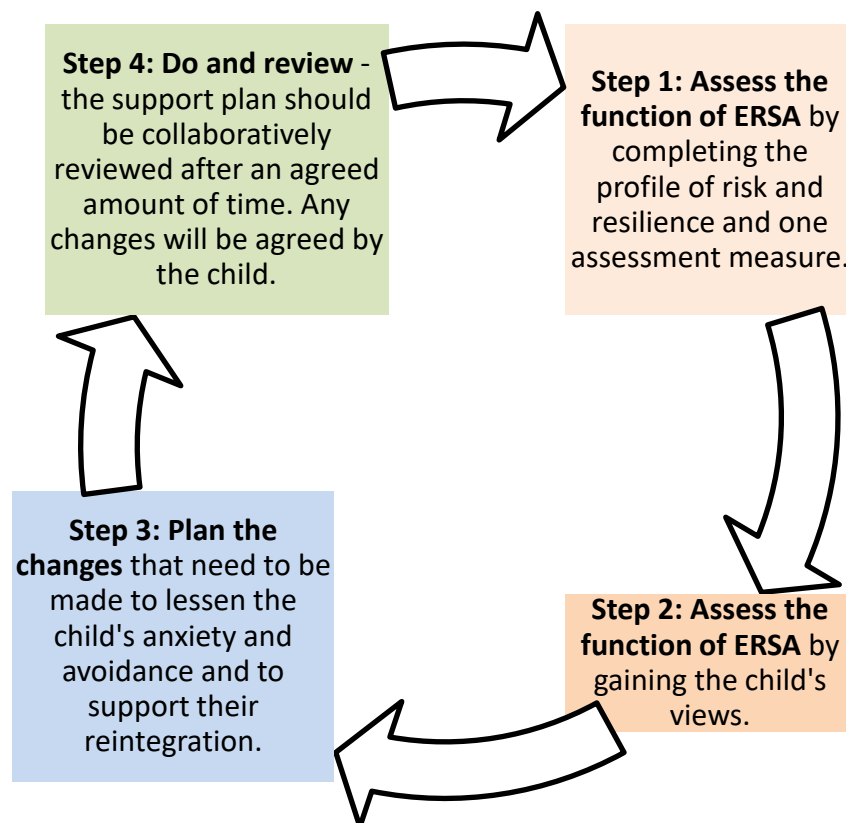 Step 1: Assess the
function of ERSA by
completing the
profile of risk and
resilience and one
assessment measure.
Step 2: Assess the
function of ERSA by
gaining the child's
views.
Step 3: Plan the
changes that need to be
made to lessen the
child's anxiety and
avoidance and to
support their
reintegration.
Step 4: Do and review -
the support plan should
be collaboratively
reviewed after an agreed
amount of time. Any
changes will be agreed by
the child.